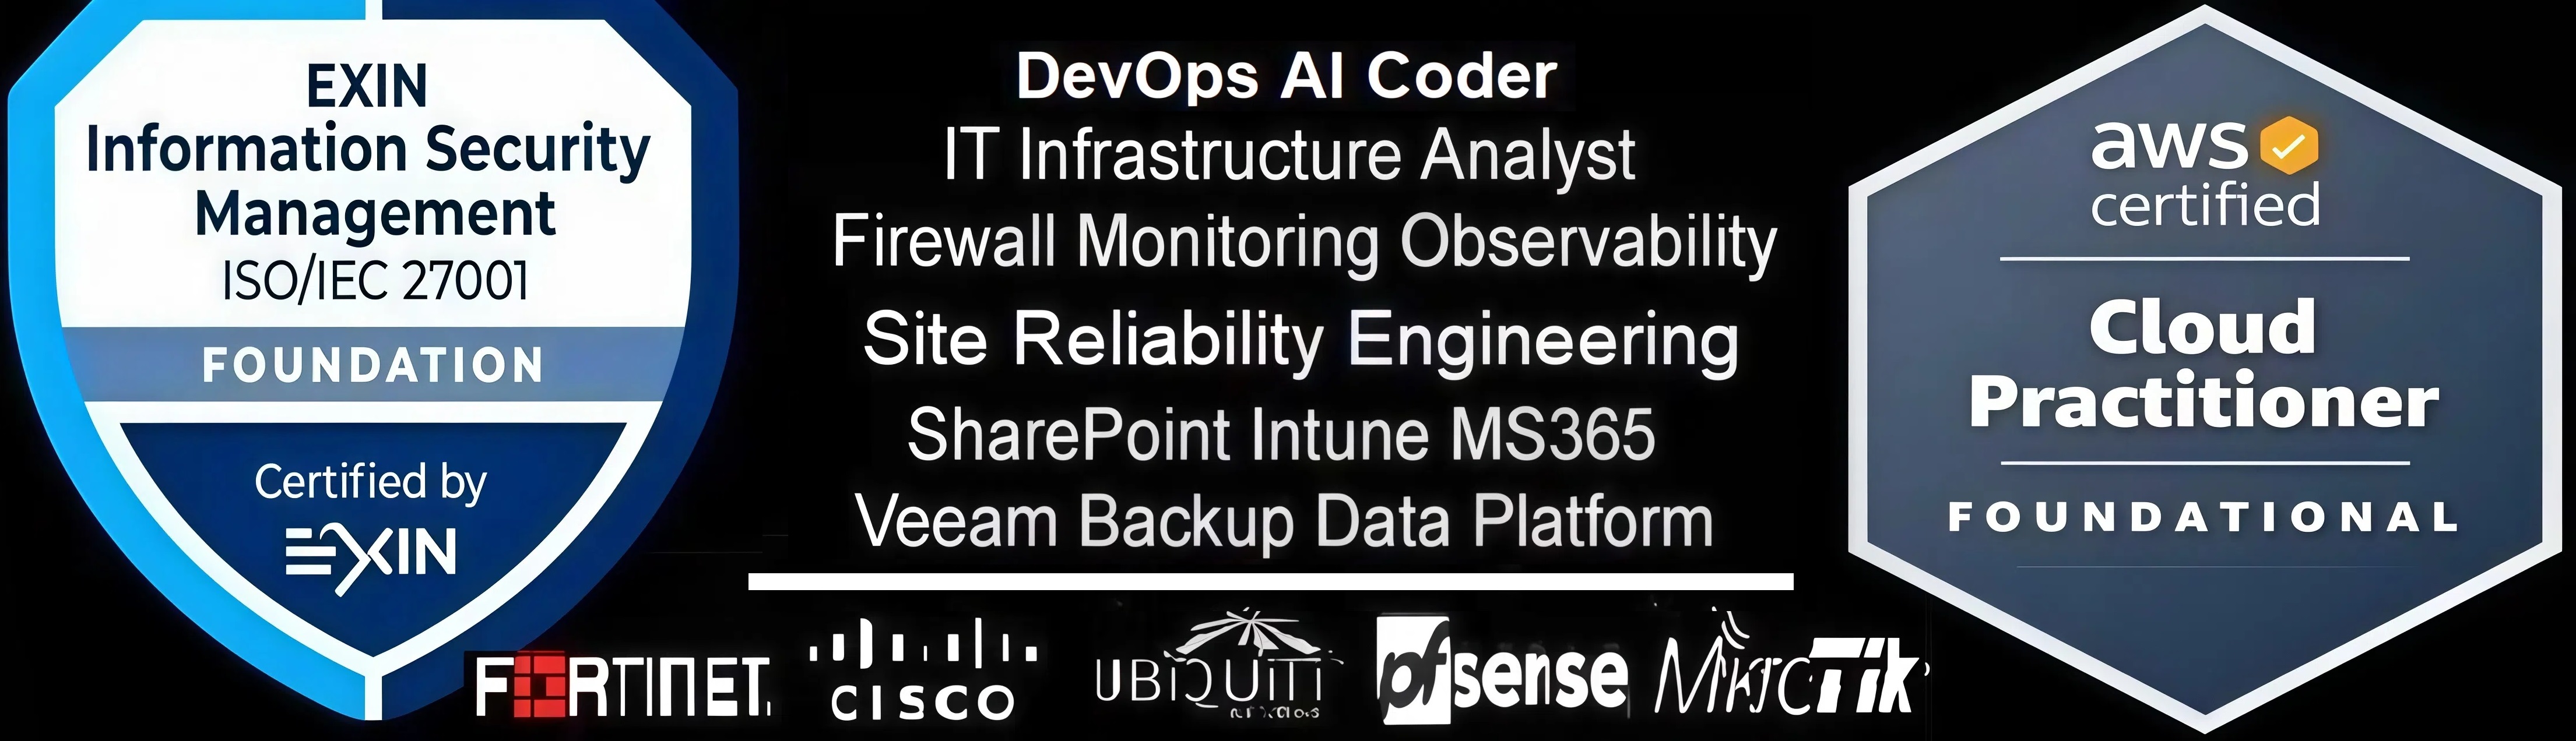 EXIN
Information Security
Management
ISO/IEC 27001
FOUNDATION
Certified by
EXIN
DevOps AI Coder
IT Infrastructure Analyst
Firewall Monitoring Observability
Site Reliability Engineering
SharePoint Intune MS365
Veeam Backup Data Platform
FORTINET
CISCO
UBIQUITI
pfsense
MikroTik
aws
certified
Cloud
Practitioner
FOUNDATIONAL